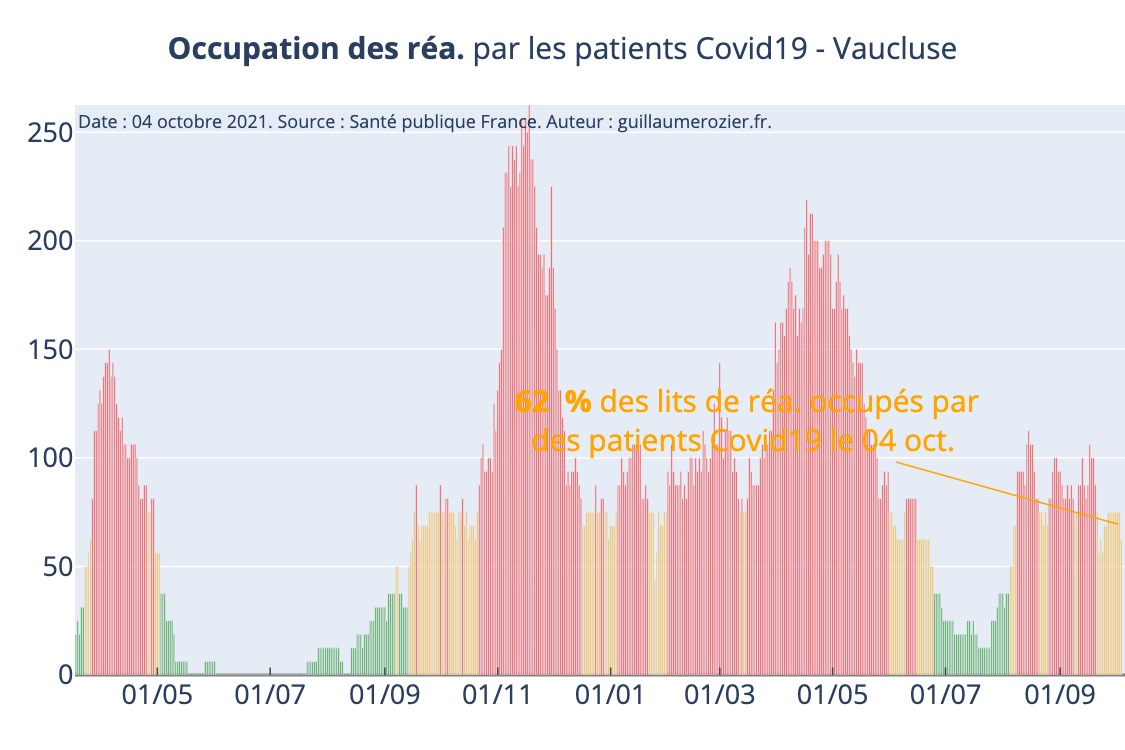 Occupation des réa. par les patients Covid19 - Vaucluse
Date : 04 octobre 2021. Source : Santé publique France. Auteur : guillaumerozier.fr.
250
200
150
100
50
0
62 % des lits de réa. occupés par
des patients Covid19 le 04 oct.
01/05 01/07 01/09 01/11 01/01 01/03 01/05 01/07 01/09